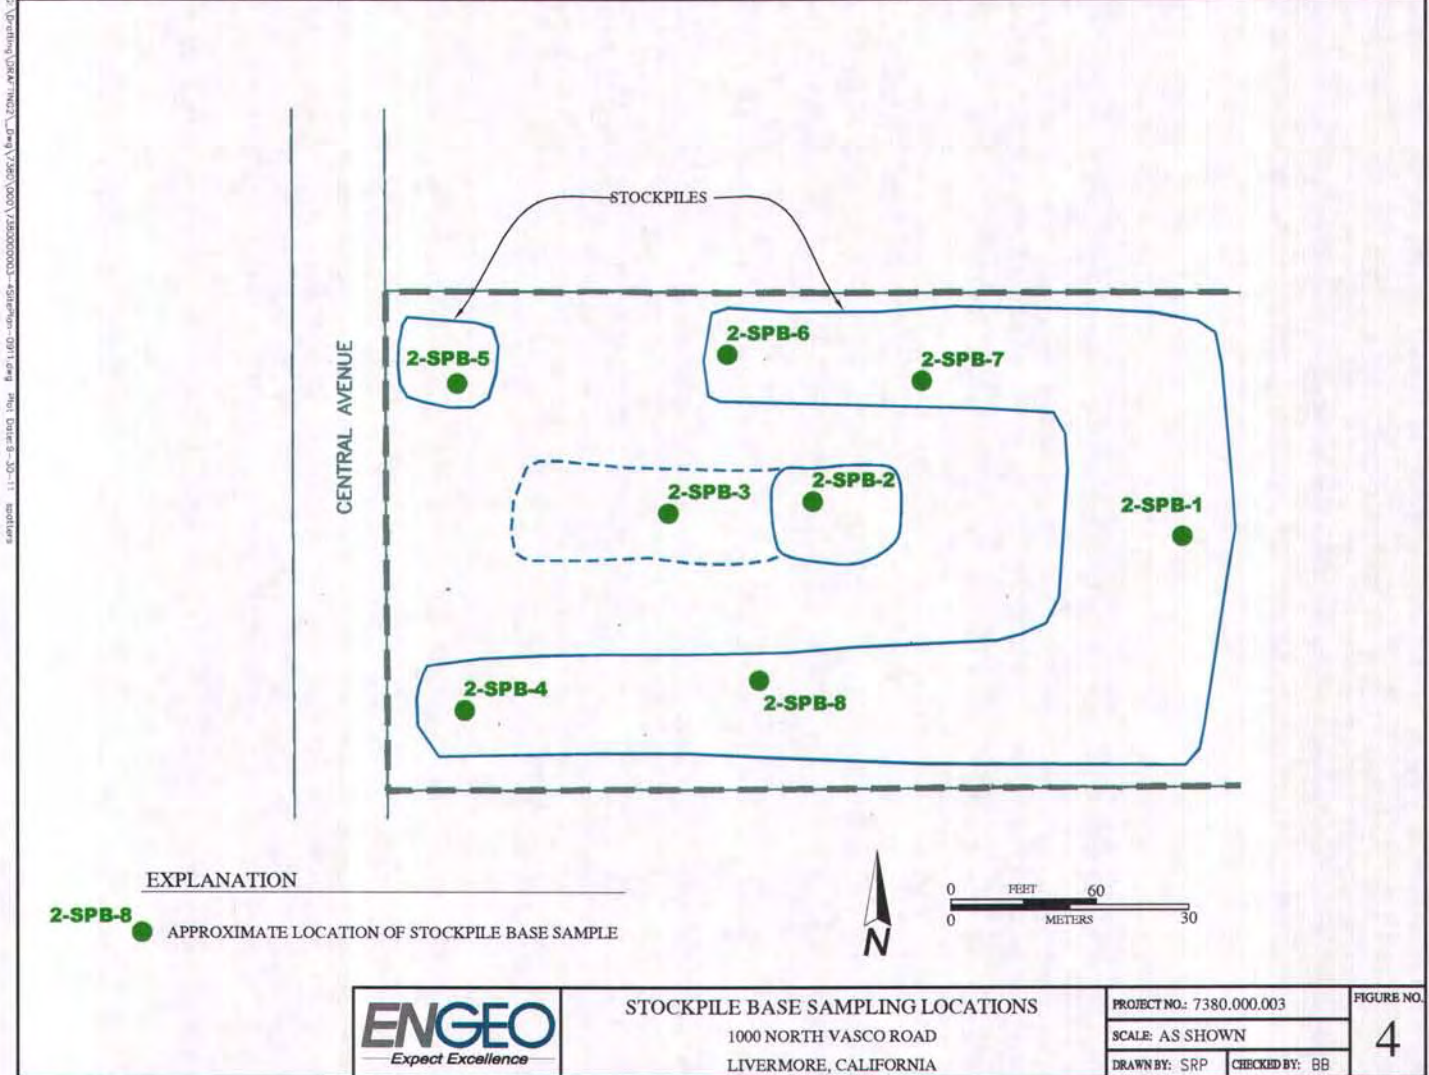 STOCKPILES
CENTRAL AVENUE
2-SPB-5
2-SPB-6
2-SPB-7
2-SPB-3
2-SPB-2
2-SPB-1
2-SPB-4
2-SPB-8
EXPLANATION
2-SPB-8
APPROXIMATE LOCATION OF STOCKPILE BASE SAMPLE
N
0 FEET 60
0 METERS 30
ENGEO
Expect Excellence
STOCKPILE BASE SAMPLING LOCATIONS
1000 NORTH VASCO ROAD
LIVERMORE, CALIFORNIA
PROJECT NO.: 7380.000.003
SCALE: AS SHOWN
DRAWN BY: SRP
CHECKED BY: BB
FIGURE NO.
4